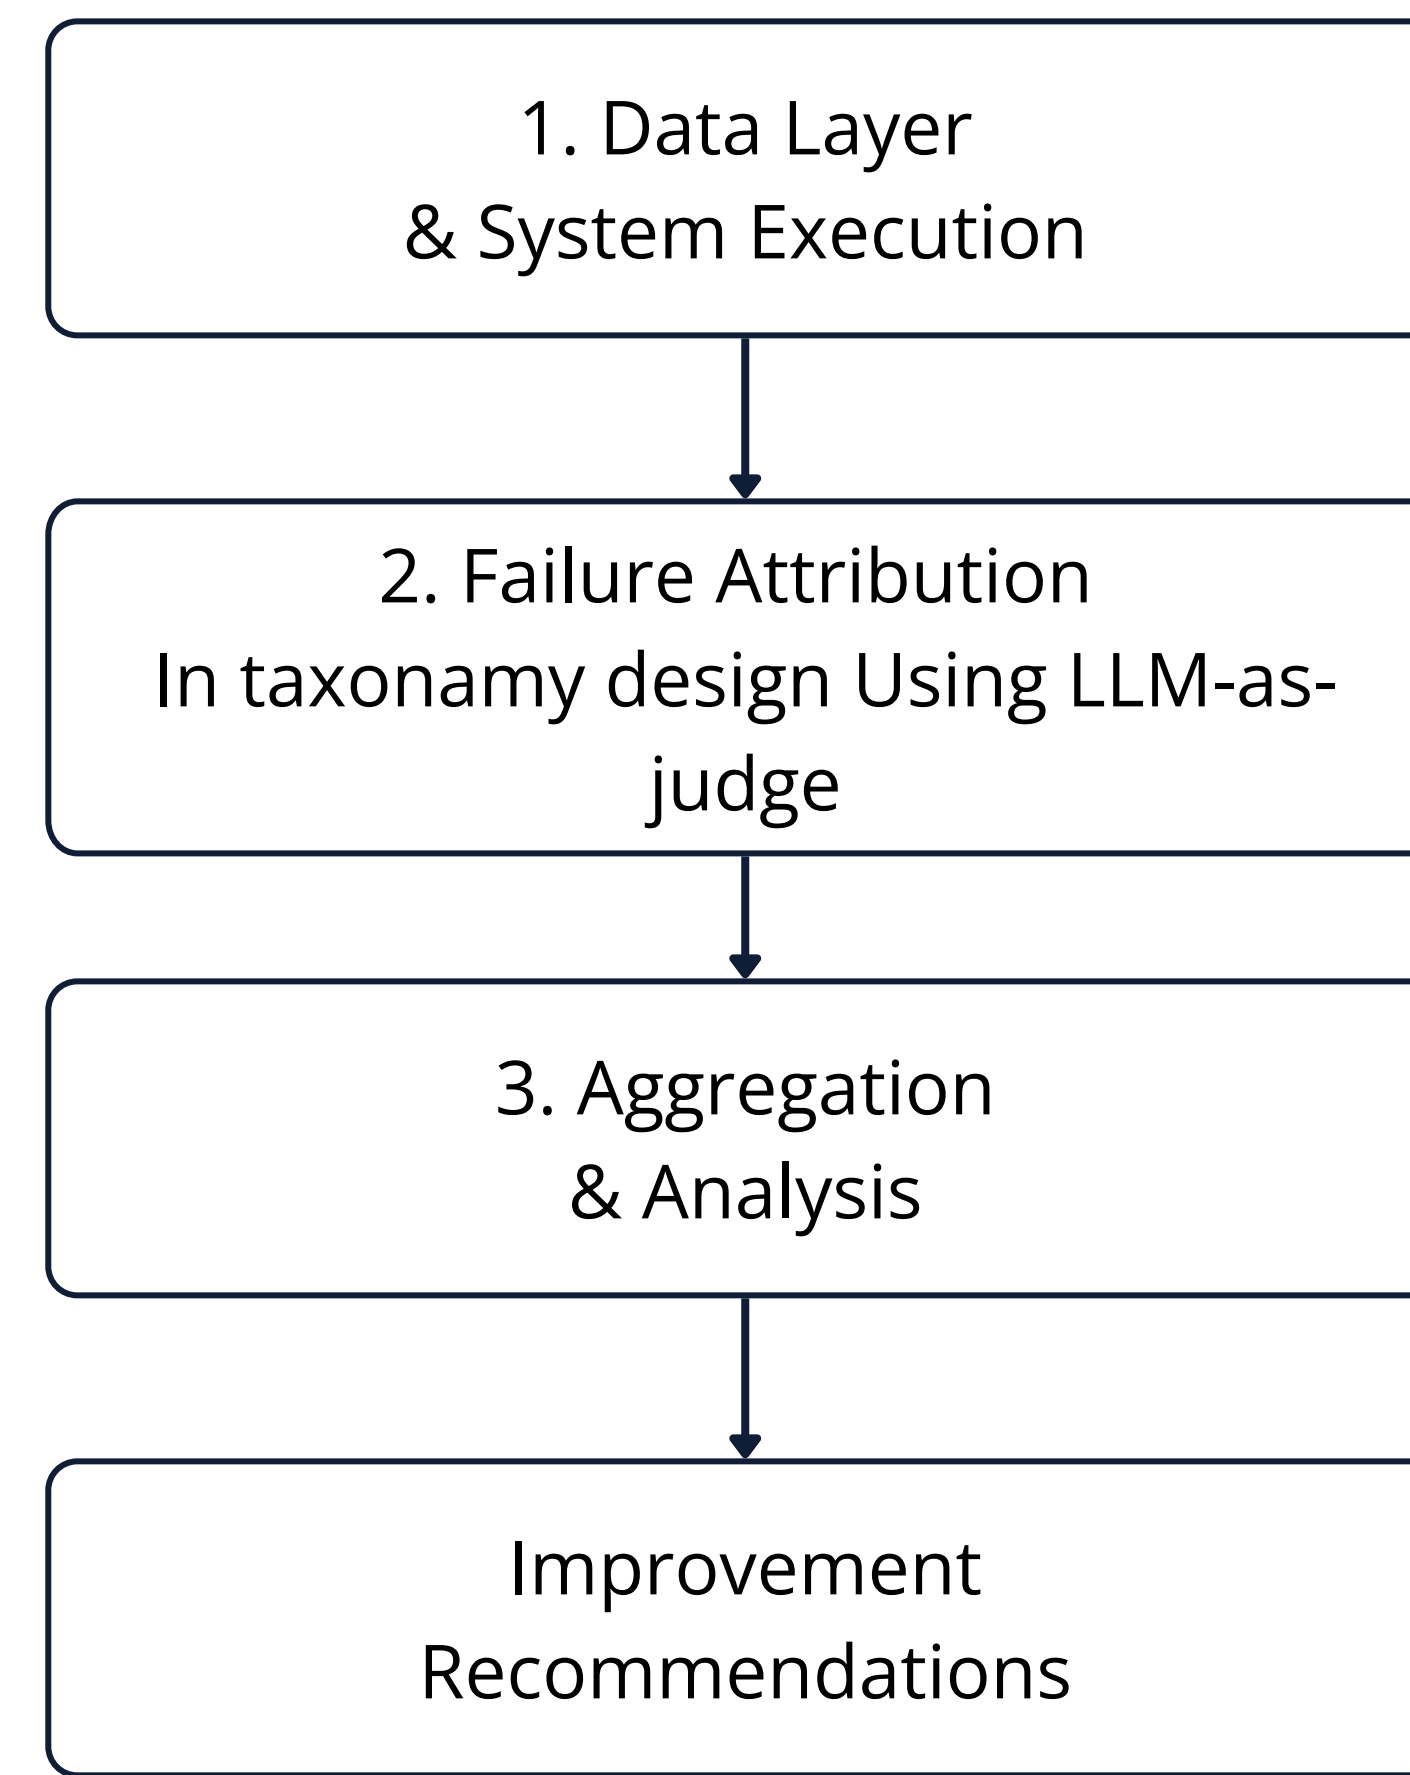 1. Data Layer
& System Execution
2. Failure Attribution
In taxonamy design Using LLM-as-
judge
3. Aggregation
& Analysis
Improvement
Recommendations